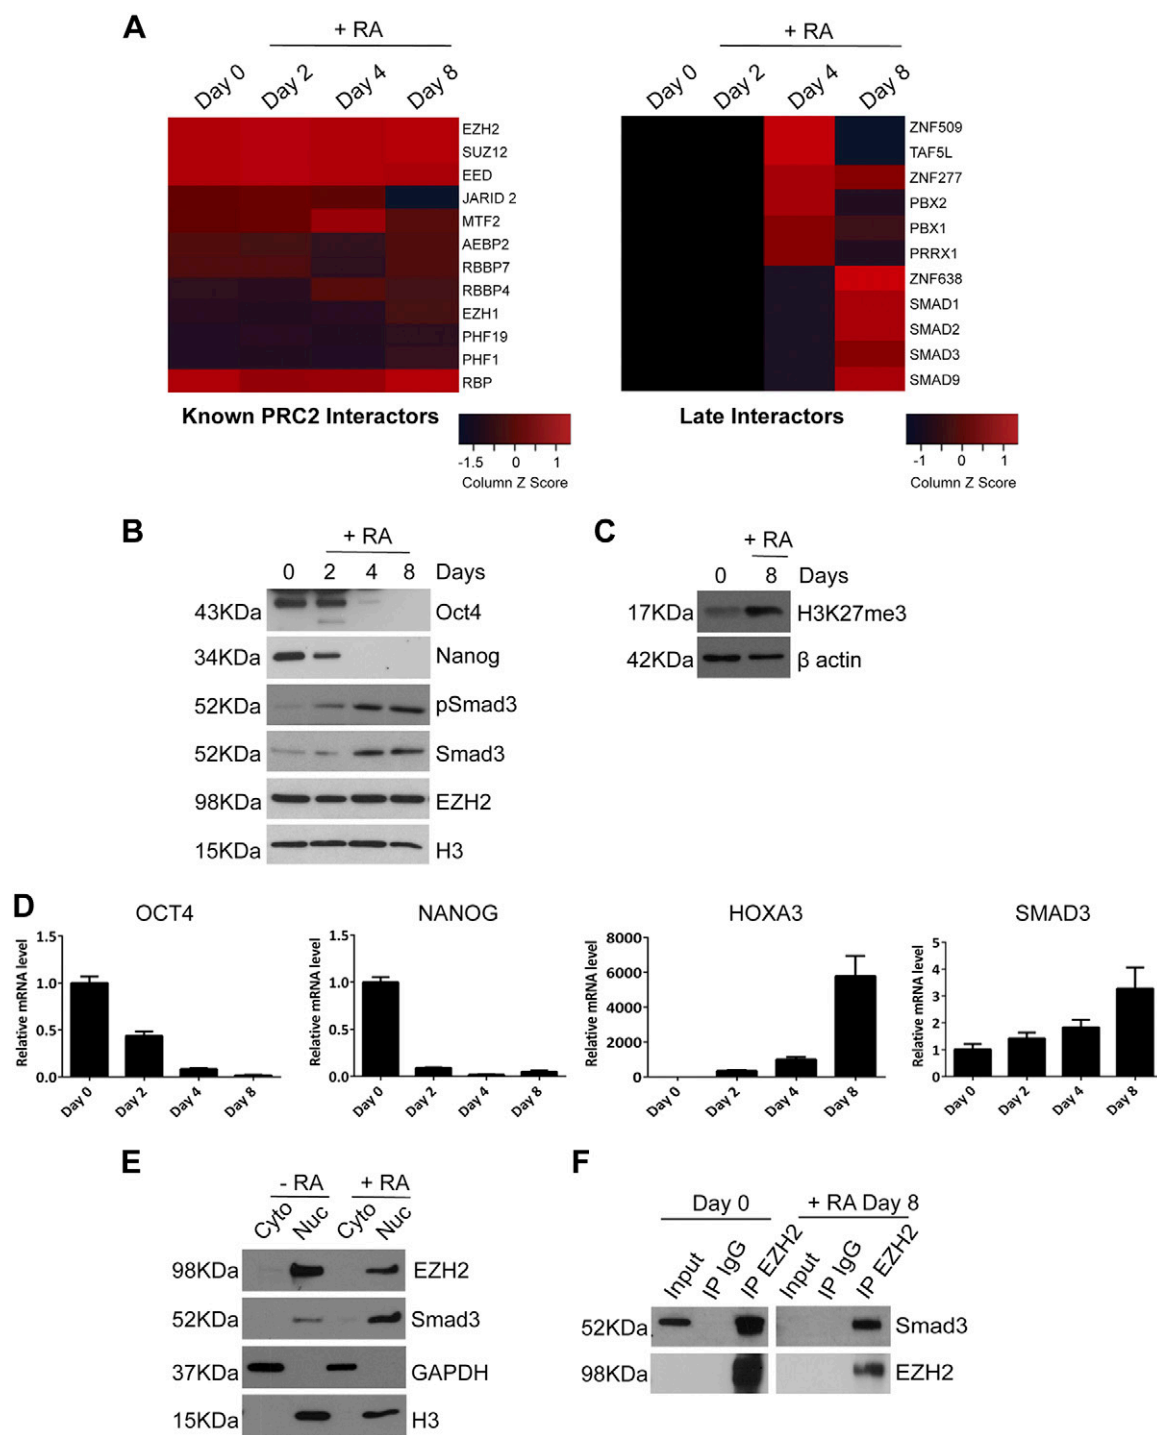 A
+ RA
Day 0 Day 2 Day 4 Day 8
EZH2
SUZ12
EED
JARID 2
MTF2
AEBP2
RBBP7
RBBP4
EZH1
PHF19
PHF1
RBP
Known PRC2 Interactors
-1.5 0 1
Column Z Score
+ RA
Day 0 Day 2 Day 4 Day 8
ZNF509
TAF5L
ZNF277
PBX2
PBX1
PRRX1
ZNF638
SMAD1
SMAD2
SMAD3
SMAD9
Late Interactors
-1 0 1
Column Z Score
B
+ RA
0 2 4 8 Days
43KDa Oct4
34KDa Nanog
52KDa pSmad3
52KDa Smad3
98KDa EZH2
15KDa H3
C
+ RA
0 8 Days
17KDa H3K27me3
42KDa β actin
D
OCT4
Relative mRNA level
1.5
1.0
0.5
0.0
Day 0 Day 2 Day 4 Day 8
NANOG
Relative mRNA level
1.5
1.0
0.5
0.0
Day 0 Day 2 Day 4 Day 8
HOXA3
Relative mRNA level
8000
6000
4000
2000
0
Day 0 Day 2 Day 4 Day 8
SMAD3
Relative mRNA level
5
4
3
2
1
0
Day 0 Day 2 Day 4 Day 8
E
- RA + RA
Cyto Nuc Cyto Nuc
98KDa EZH2
52KDa Smad3
37KDa GAPDH
15KDa H3
F
Day 0 + RA Day 8
Input IP IgG IP EZH2 Input IP IgG IP EZH2
52KDa Smad3
98KDa EZH2